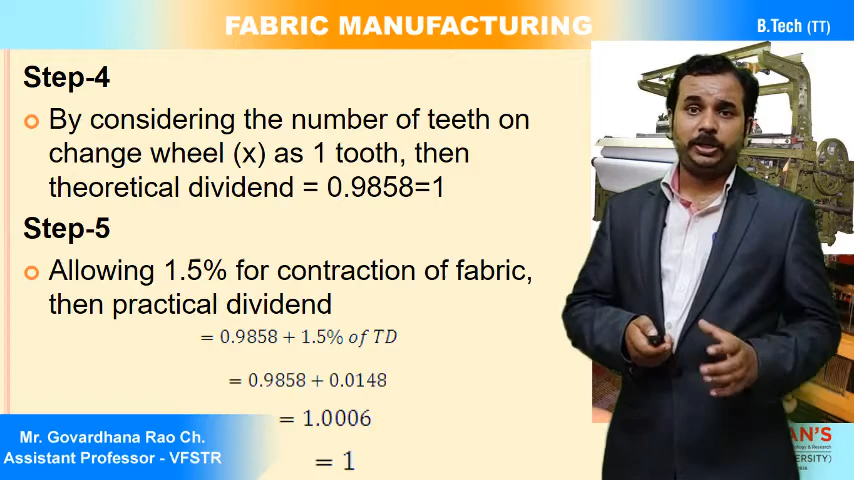 FABRIC MANUFACTURING
B.Tech (TT)
Step-4
By considering the number of teeth on
change wheel (x) as 1 tooth, then
theoretical dividend = 0.9858=1
Step-5
Allowing 1.5% for contraction of fabric,
then practical dividend
= 0.9858 + 1.5% of TD
= 0.9858 + 0.0148
= 1.0006
= 1
Mr. Govardhana Rao Ch.
Assistant Professor - VFSTR
AN'S